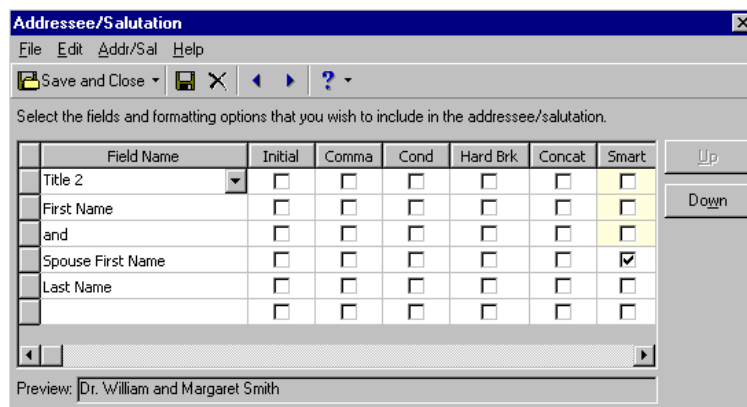 Addressee/Salutation
File Edit Addr/Sal Help
Save and Close ?
Select the fields and formatting options that you wish to include in the addressee/salutation.
Field Name Initial Comma Cond Hard Brk Concat Smart Up
Title 2
Down
First Name
and
Spouse First Name
Last Name
Preview: Dr. William and Margaret Smith